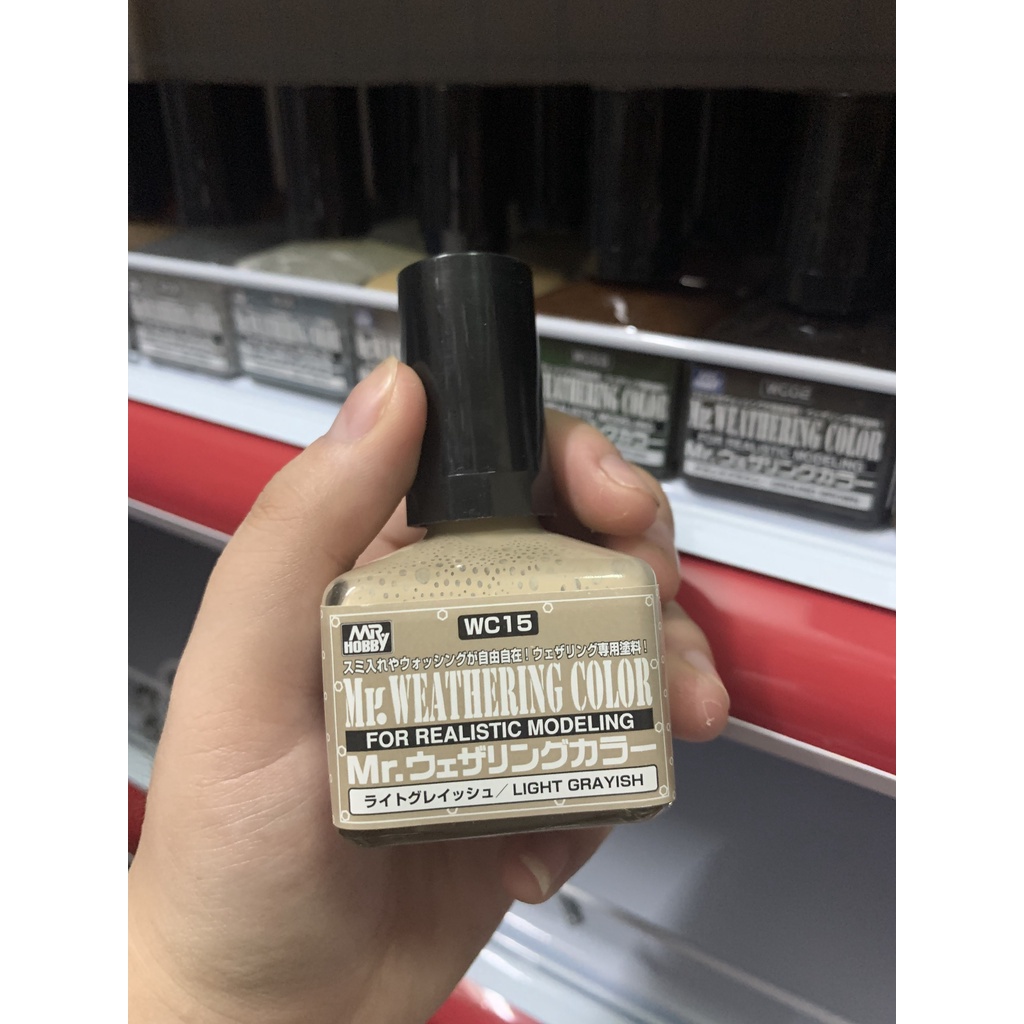 WC15
MR HOBBY
スミ入れやウォッシングが自由自在！ウェザリング専用塗料！
Mr. WEATHERING COLOR
FOR REALISTIC MODELING
Mr.ウェザリングカラー
ライトグレイッシュ／LIGHT GRAYISH
WEATHERING COLOR
WC02
Mr. WEATHERING COLOR
FOR REALISTIC MODELING
Mr.ウェザリングカラー